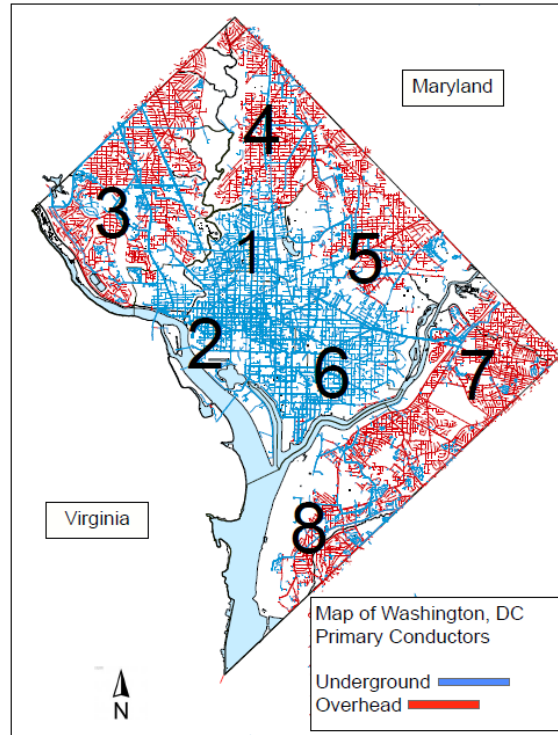 Maryland
4
3
1
5
2
6
7
Virginia
8
Map of Washington, DC
Primary Conductors
Underground
Overhead
N